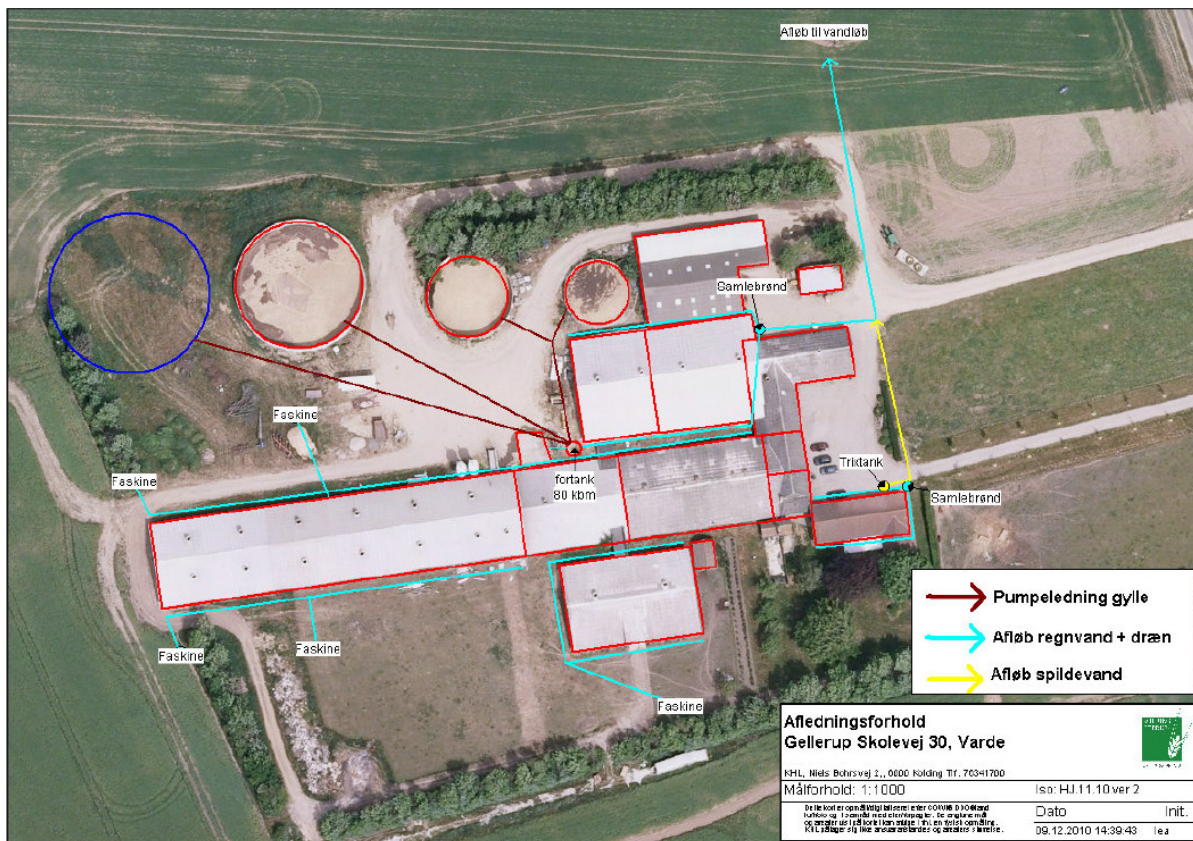 Afløb til vandløb
Samlebrønd
Faskine
Faskine
fortank
80 kbm
Trixtank
Samlebrønd
Faskine
Faskine
Faskine
Pumpeledning gylle
Afløb regnvand + dræn
Afløb spildevand
Afledningsforhold
Gellerup Skolevej 30, Varde
KHL, Niels Bohrsvej 2,, 6000 Kolding Tlf. 76341700
Målforhold: 1:1000
Iso: HJ.11.10 ver 2
Dato
Init.
09.12.2010 14:39:43
lea